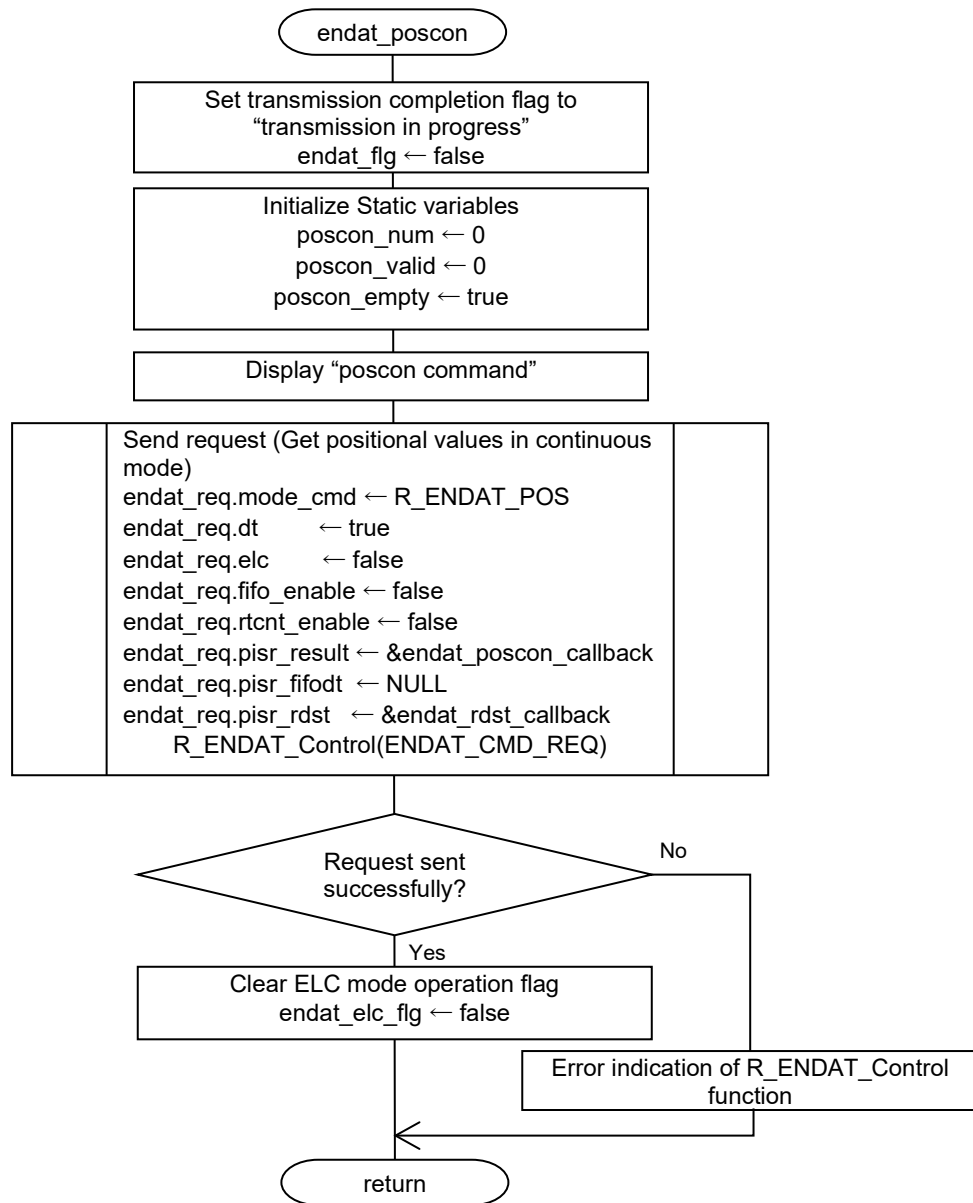 endat_poscon
Set transmission completion flag to
“transmission in progress”
endat_flg ← false
Initialize Static variables
poscon_num ← 0
poscon_valid ← 0
poscon_empty ← true
Display “poscon command”
Send request (Get positional values in continuous
mode)
endat_req.mode_cmd ← R_ENDAT_POS
endat_req.dt ← true
endat_req.elc ← false
endat_req.fifo_enable ← false
endat_req.rtcnt_enable ← false
endat_req.pisr_result ← &endat_poscon_callback
endat_req.pisr_fifodt ← NULL
endat_req.pisr_rdst ← &endat_rdst_callback
R_ENDAT_Control(ENDAT_CMD_REQ)
Request sent
successfully?
No
Yes
Clear ELC mode operation flag
endat_elc_flg ← false
Error indication of R_ENDAT_Control
function
return